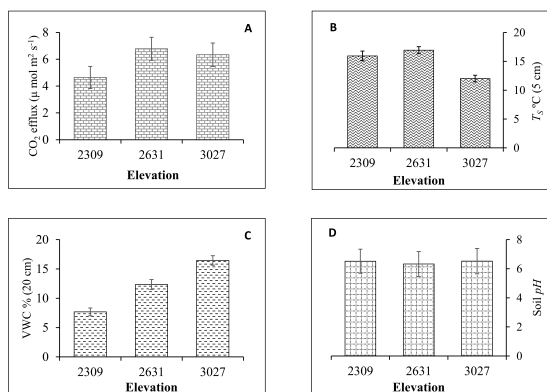 A
CO2 efflux (µ mol m² s⁻¹)
8
6
4
2
0
2309 2631 3027
Elevation
B
20
15
10
5
0
TS ºC (5 cm)
2309 2631 3027
Elevation
C
VWC % (20 cm)
20
15
10
5
0
2309 2631 3027
Elevation
D
8
6
4
2
0
Soil pH
2309 2631 3027
Elevation